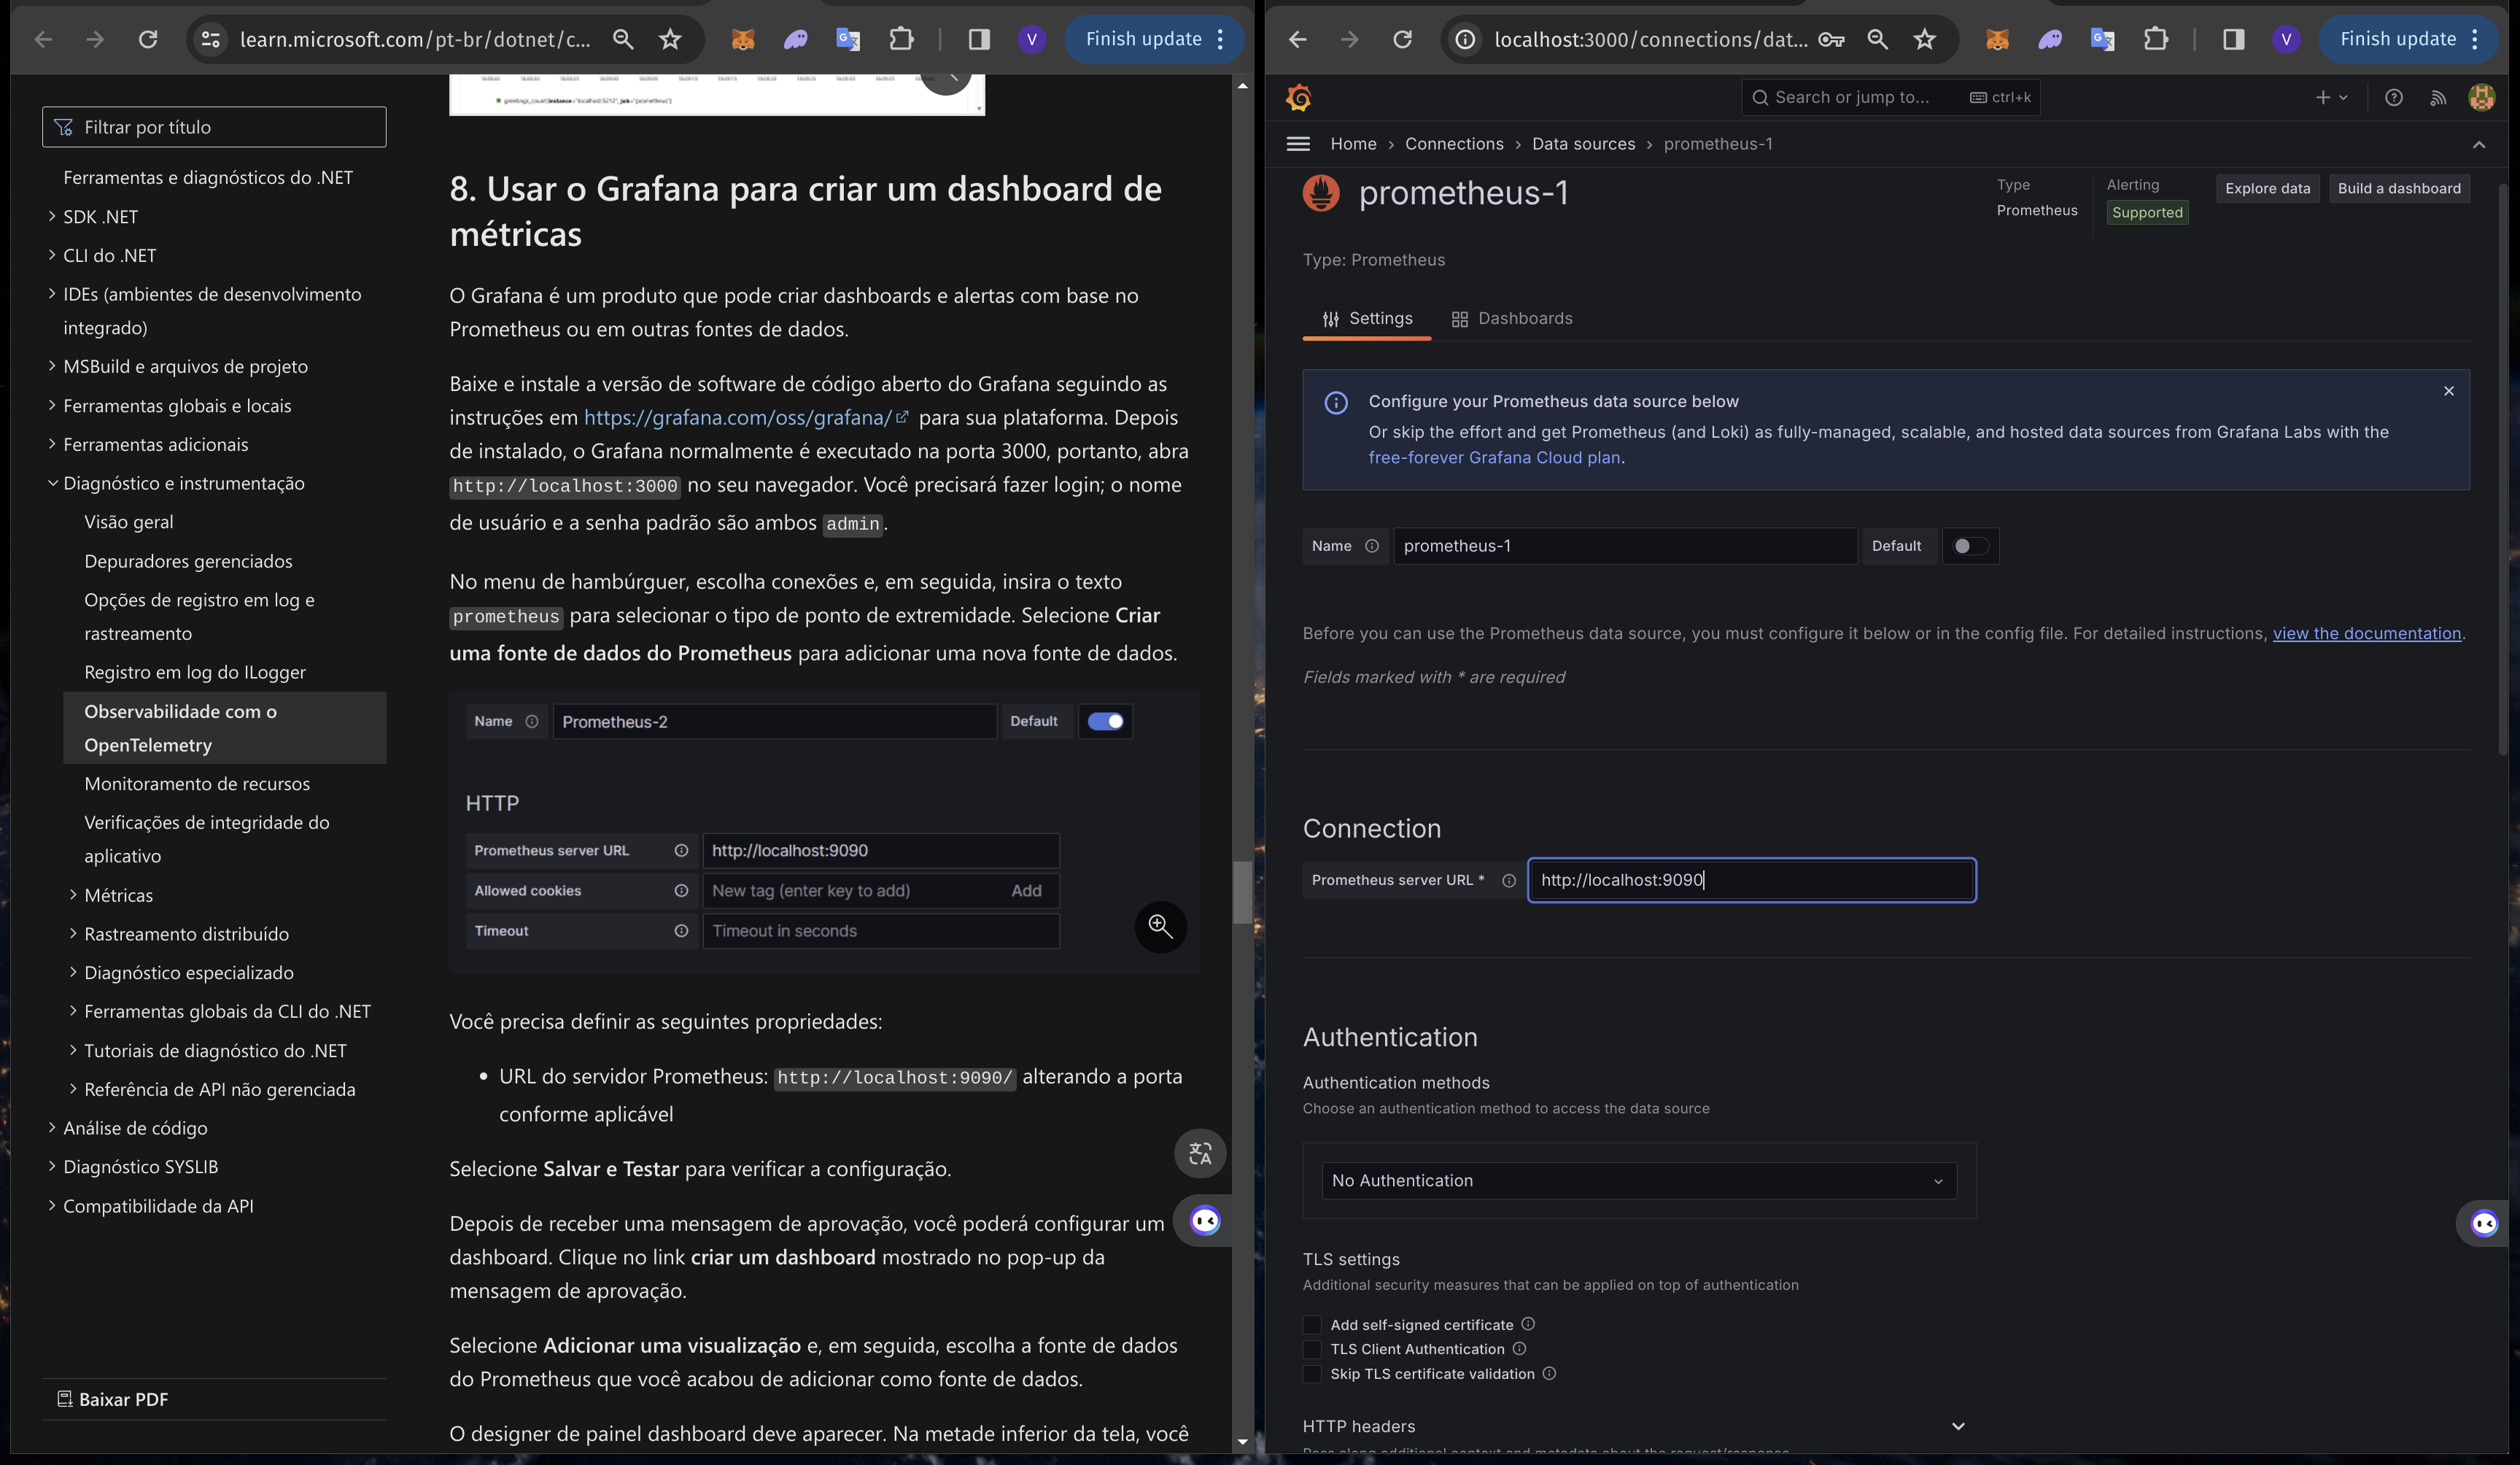 learn.microsoft.com/pt-br/dotnet/c...
V
Finish update
Filtrar por título
Ferramentas e diagnósticos do .NET
SDK .NET
CLI do .NET
IDEs (ambientes de desenvolvimento
integrado)
MSBuild e arquivos de projeto
Ferramentas globais e locais
Ferramentas adicionais
Diagnóstico e instrumentação
Visão geral
Depuradores gerenciados
Opções de registro em log e
rastreamento
Registro em log do ILogger
Observabilidade com o
OpenTelemetry
Monitoramento de recursos
Verificações de integridade do
aplicativo
Métricas
Rastreamento distribuído
Diagnóstico especializado
Ferramentas globais da CLI do .NET
Tutoriais de diagnóstico do .NET
Referência de API não gerenciada
Análise de código
Diagnóstico SYSLIB
Compatibilidade da API
Baixar PDF
greetings_count{instance="localhost:5212", job="prometheus"}
8. Usar o Grafana para criar um dashboard de
métricas
O Grafana é um produto que pode criar dashboards e alertas com base no
Prometheus ou em outras fontes de dados.
Baixe e instale a versão de software de código aberto do Grafana seguindo as
instruções em https://grafana.com/oss/grafana/ para sua plataforma. Depois
de instalado, o Grafana normalmente é executado na porta 3000, portanto, abra
http://localhost:3000 no seu navegador. Você precisará fazer login; o nome
de usuário e a senha padrão são ambos admin.
No menu de hambúrguer, escolha conexões e, em seguida, insira o texto
prometheus para selecionar o tipo de ponto de extremidade. Selecione Criar
uma fonte de dados do Prometheus para adicionar uma nova fonte de dados.
Name Prometheus-2 Default
HTTP
Prometheus server URL http://localhost:9090
Allowed cookies New tag (enter key to add) Add
Timeout Timeout in seconds
Você precisa definir as seguintes propriedades:
• URL do servidor Prometheus: http://localhost:9090/ alterando a porta
conforme aplicável
Selecione Salvar e Testar para verificar a configuração.
Depois de receber uma mensagem de aprovação, você poderá configurar um
dashboard. Clique no link criar um dashboard mostrado no pop-up da
mensagem de aprovação.
Selecione Adicionar uma visualização e, em seguida, escolha a fonte de dados
do Prometheus que você acabou de adicionar como fonte de dados.
O designer de painel dashboard deve aparecer. Na metade inferior da tela, você
localhost:3000/connections/dat...
V
Finish update
Search or jump to... ctrl+k
Home › Connections › Data sources › prometheus-1
prometheus-1
Type
Prometheus
Alerting
Supported
Explore data
Build a dashboard
Type: Prometheus
Settings Dashboards
Configure your Prometheus data source below
Or skip the effort and get Prometheus (and Loki) as fully-managed, scalable, and hosted data sources from Grafana Labs with the
free-forever Grafana Cloud plan.
Name prometheus-1 Default
Before you can use the Prometheus data source, you must configure it below or in the config file. For detailed instructions, view the documentation.
Fields marked with * are required
Connection
Prometheus server URL * http://localhost:9090
Authentication
Authentication methods
Choose an authentication method to access the data source
No Authentication
TLS settings
Additional security measures that can be applied on top of authentication
Add self-signed certificate
TLS Client Authentication
Skip TLS certificate validation
HTTP headers
Pass along additional context and metadata about the request/response